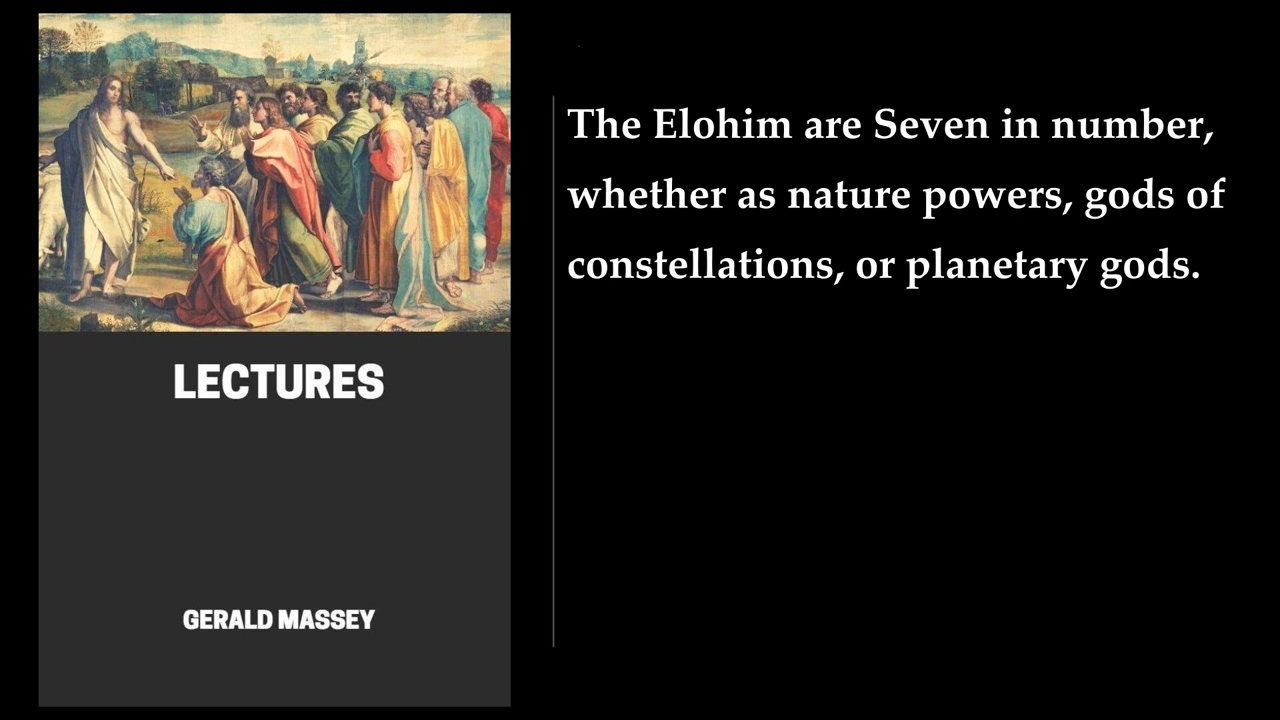 LECTURES
GERALD MASSEY
The Elohim are Seven in number,
whether as nature powers, gods of
constellations, or planetary gods.